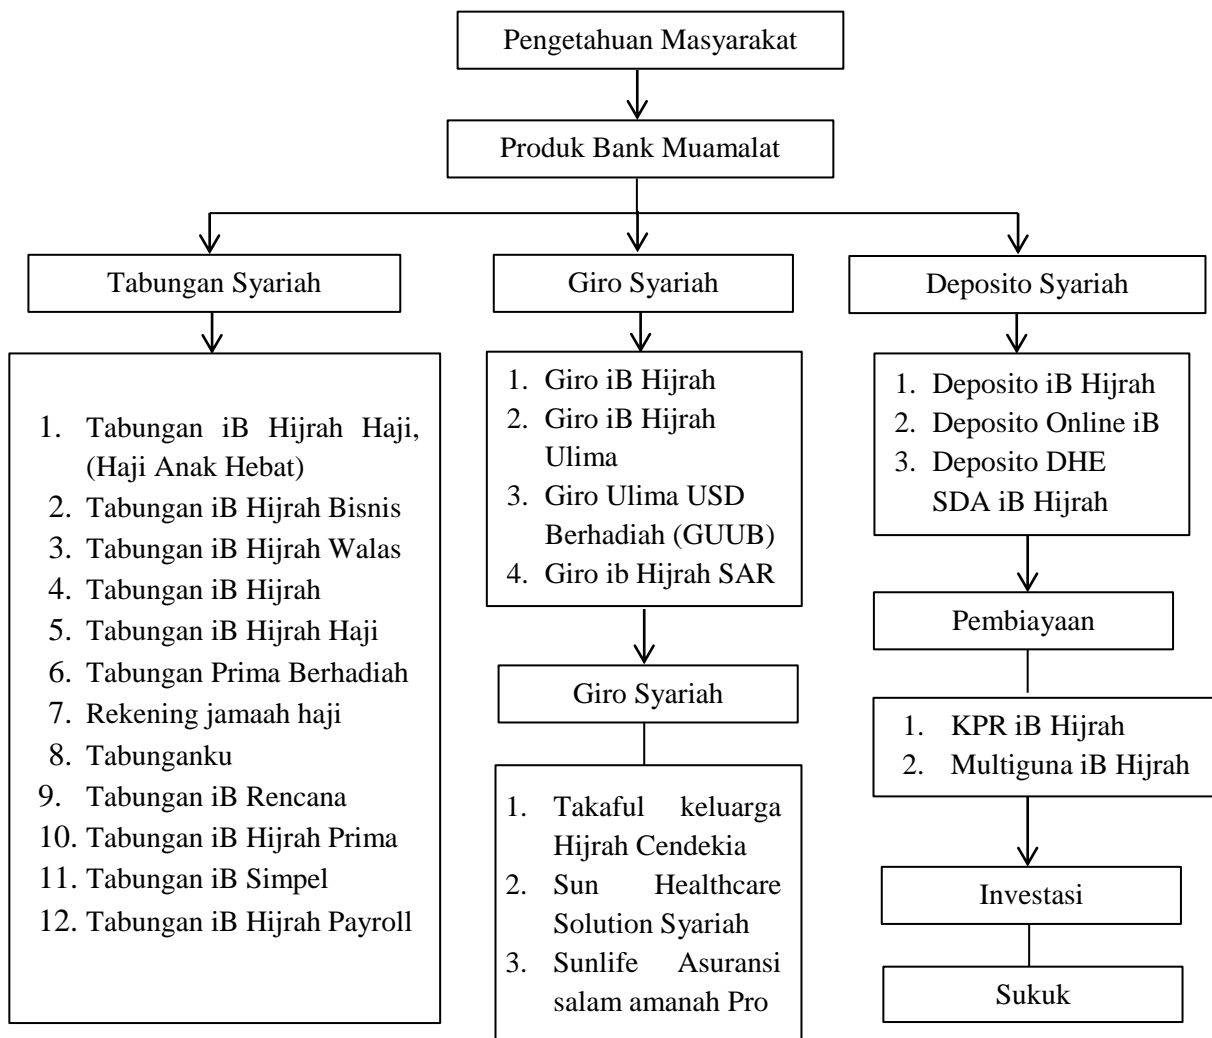 Pengetahuan Masyarakat
Produk Bank Muamalat
Tabungan Syariah
1. Tabungan iB Hijrah Haji,
(Haji Anak Hebat)
2. Tabungan iB Hijrah Bisnis
3. Tabungan iB Hijrah Walas
4. Tabungan iB Hijrah
5. Tabungan iB Hijrah Haji
6. Tabungan Prima Berhadiah
7. Rekening jamaah haji
8. Tabunganku
9. Tabungan iB Rencana
10. Tabungan iB Hijrah Prima
11. Tabungan iB Simpel
12. Tabungan iB Hijrah Payroll
Giro Syariah
1. Giro iB Hijrah
2. Giro iB Hijrah
Ulima
3. Giro Ulima USD
Berhadiah (GUUB)
4. Giro ib Hijrah SAR
Giro Syariah
1. Takaful keluarga
Hijrah Cendekia
2. Sun Healthcare
Solution Syariah
3. Sunlife Asuransi
salam amanah Pro
Deposito Syariah
1. Deposito iB Hijrah
2. Deposito Online iB
3. Deposito DHE
SDA iB Hijrah
Pembiayaan
1. KPR iB Hijrah
2. Multiguna iB Hijrah
Investasi
Sukuk